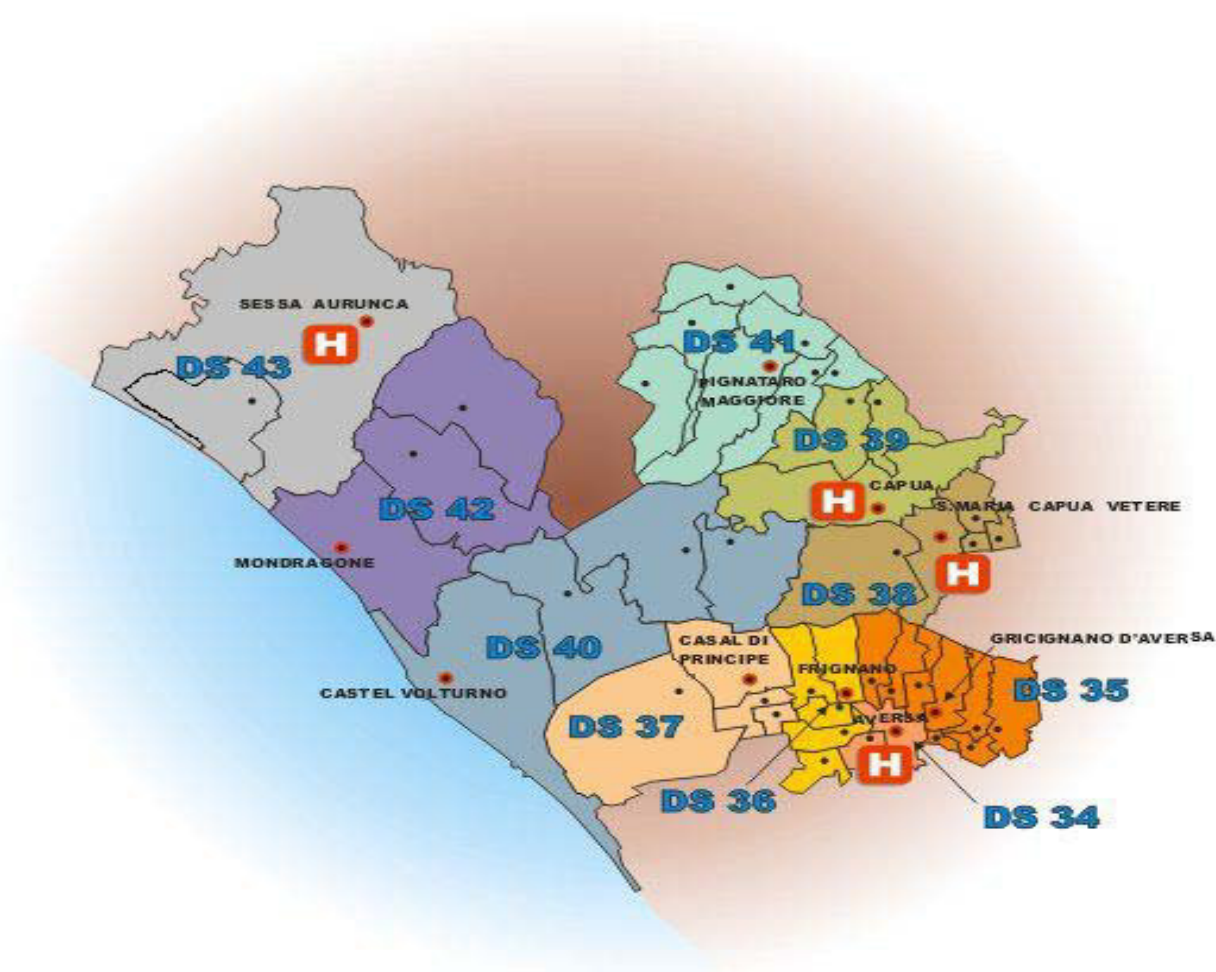 SESSA AURUNCA
H
DS 43
DS 41
PIGNATARO
MAGGIORE
DS 39
CAPUA
H
S.MARIA CAPUA VETERE
DS 42
MONDRAGONE
H
DS 38
CASAL DI
PRINCIPE
GRICIGNANO D'AVERSA
DS 40
FRIGNANO
CASTEL VOLTURNO
DS 35
DS 37
AVERSA
H
DS 36
DS 34